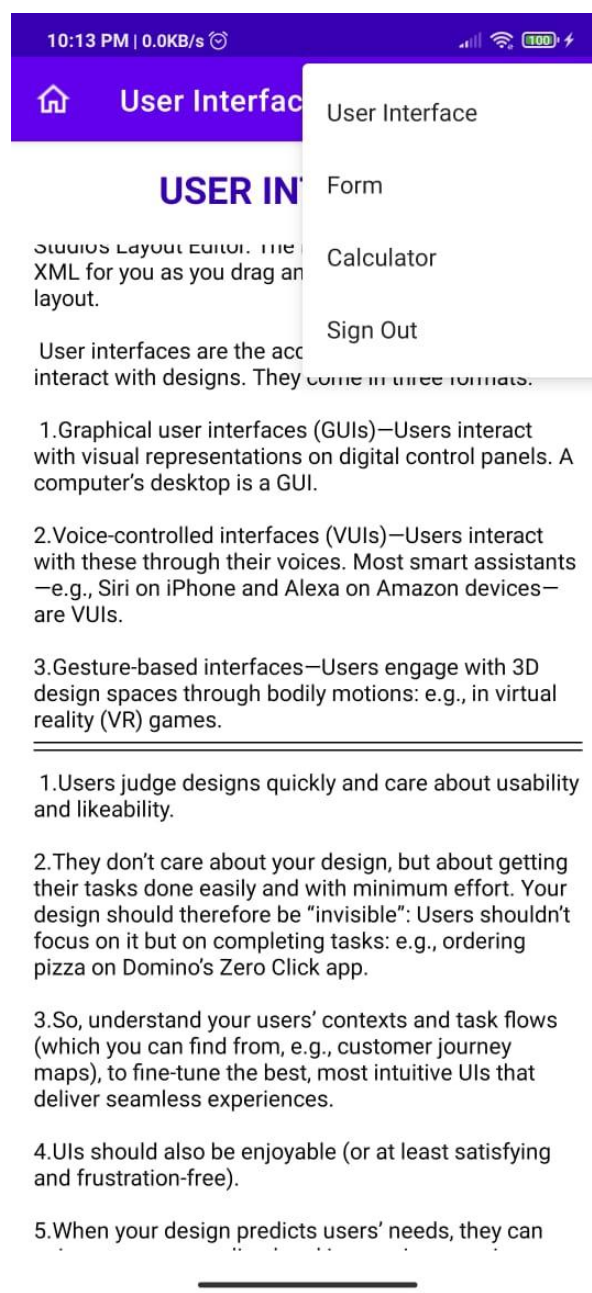 10:13 PM | 0.0KB/s
100
User Interfac
User Interface
Form
Calculator
Sign Out
USER IN
Studios Layout Editor. The
XML for you as you drag an
layout.
User interfaces are the acc
interact with designs. They come in three formats.
1.Graphical user interfaces (GUIs)—Users interact
with visual representations on digital control panels. A
computer’s desktop is a GUI.
2.Voice-controlled interfaces (VUIs)—Users interact
with these through their voices. Most smart assistants
—e.g., Siri on iPhone and Alexa on Amazon devices—
are VUIs.
3.Gesture-based interfaces—Users engage with 3D
design spaces through bodily motions: e.g., in virtual
reality (VR) games.
1.Users judge designs quickly and care about usability
and likeability.
2.They don’t care about your design, but about getting
their tasks done easily and with minimum effort. Your
design should therefore be “invisible”: Users shouldn’t
focus on it but on completing tasks: e.g., ordering
pizza on Domino’s Zero Click app.
3.So, understand your users’ contexts and task flows
(which you can find from, e.g., customer journey
maps), to fine-tune the best, most intuitive UIs that
deliver seamless experiences.
4.UIs should also be enjoyable (or at least satisfying
and frustration-free).
5.When your design predicts users’ needs, they can